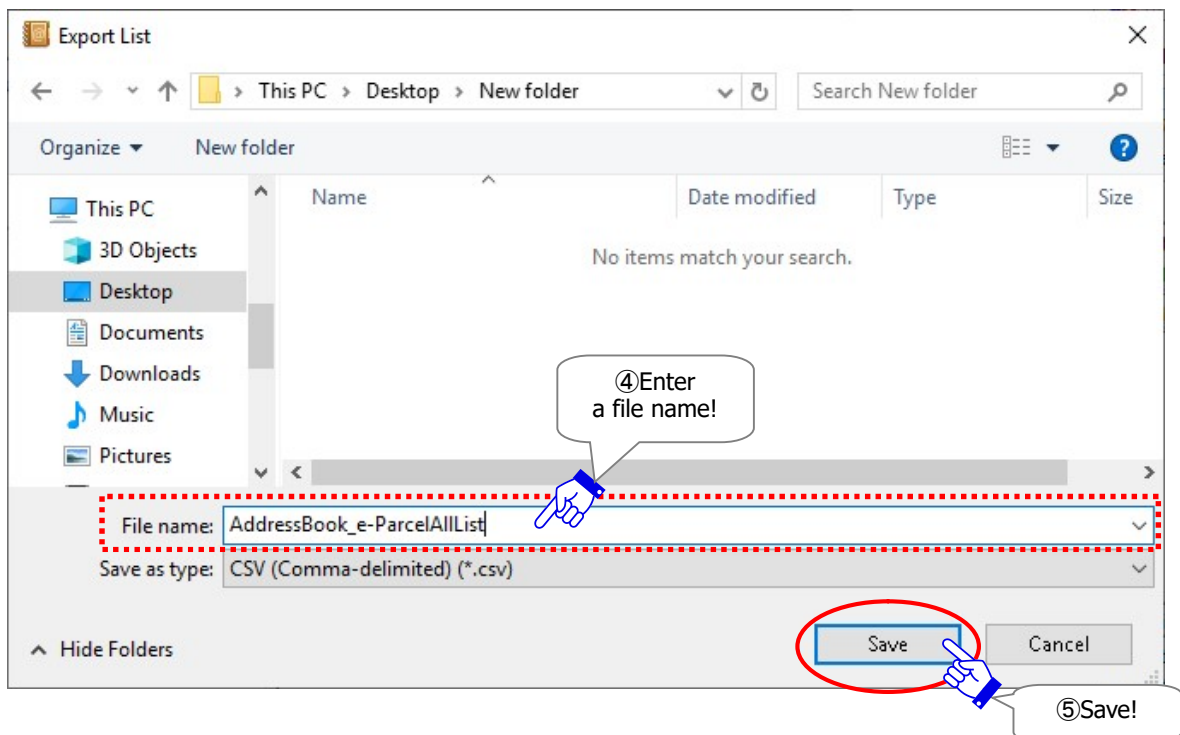 Export List
This PC > Desktop > New folder
Search New folder
Organize
New folder
This PC
3D Objects
Desktop
Documents
Downloads
Music
Pictures
Name
Date modified
Type
Size
No items match your search.
④Enter
a file name!
File name: AddressBook_e-ParcelAllList
Save as type: CSV (Comma-delimited) (*.csv)
Hide Folders
Save
Cancel
⑤Save!